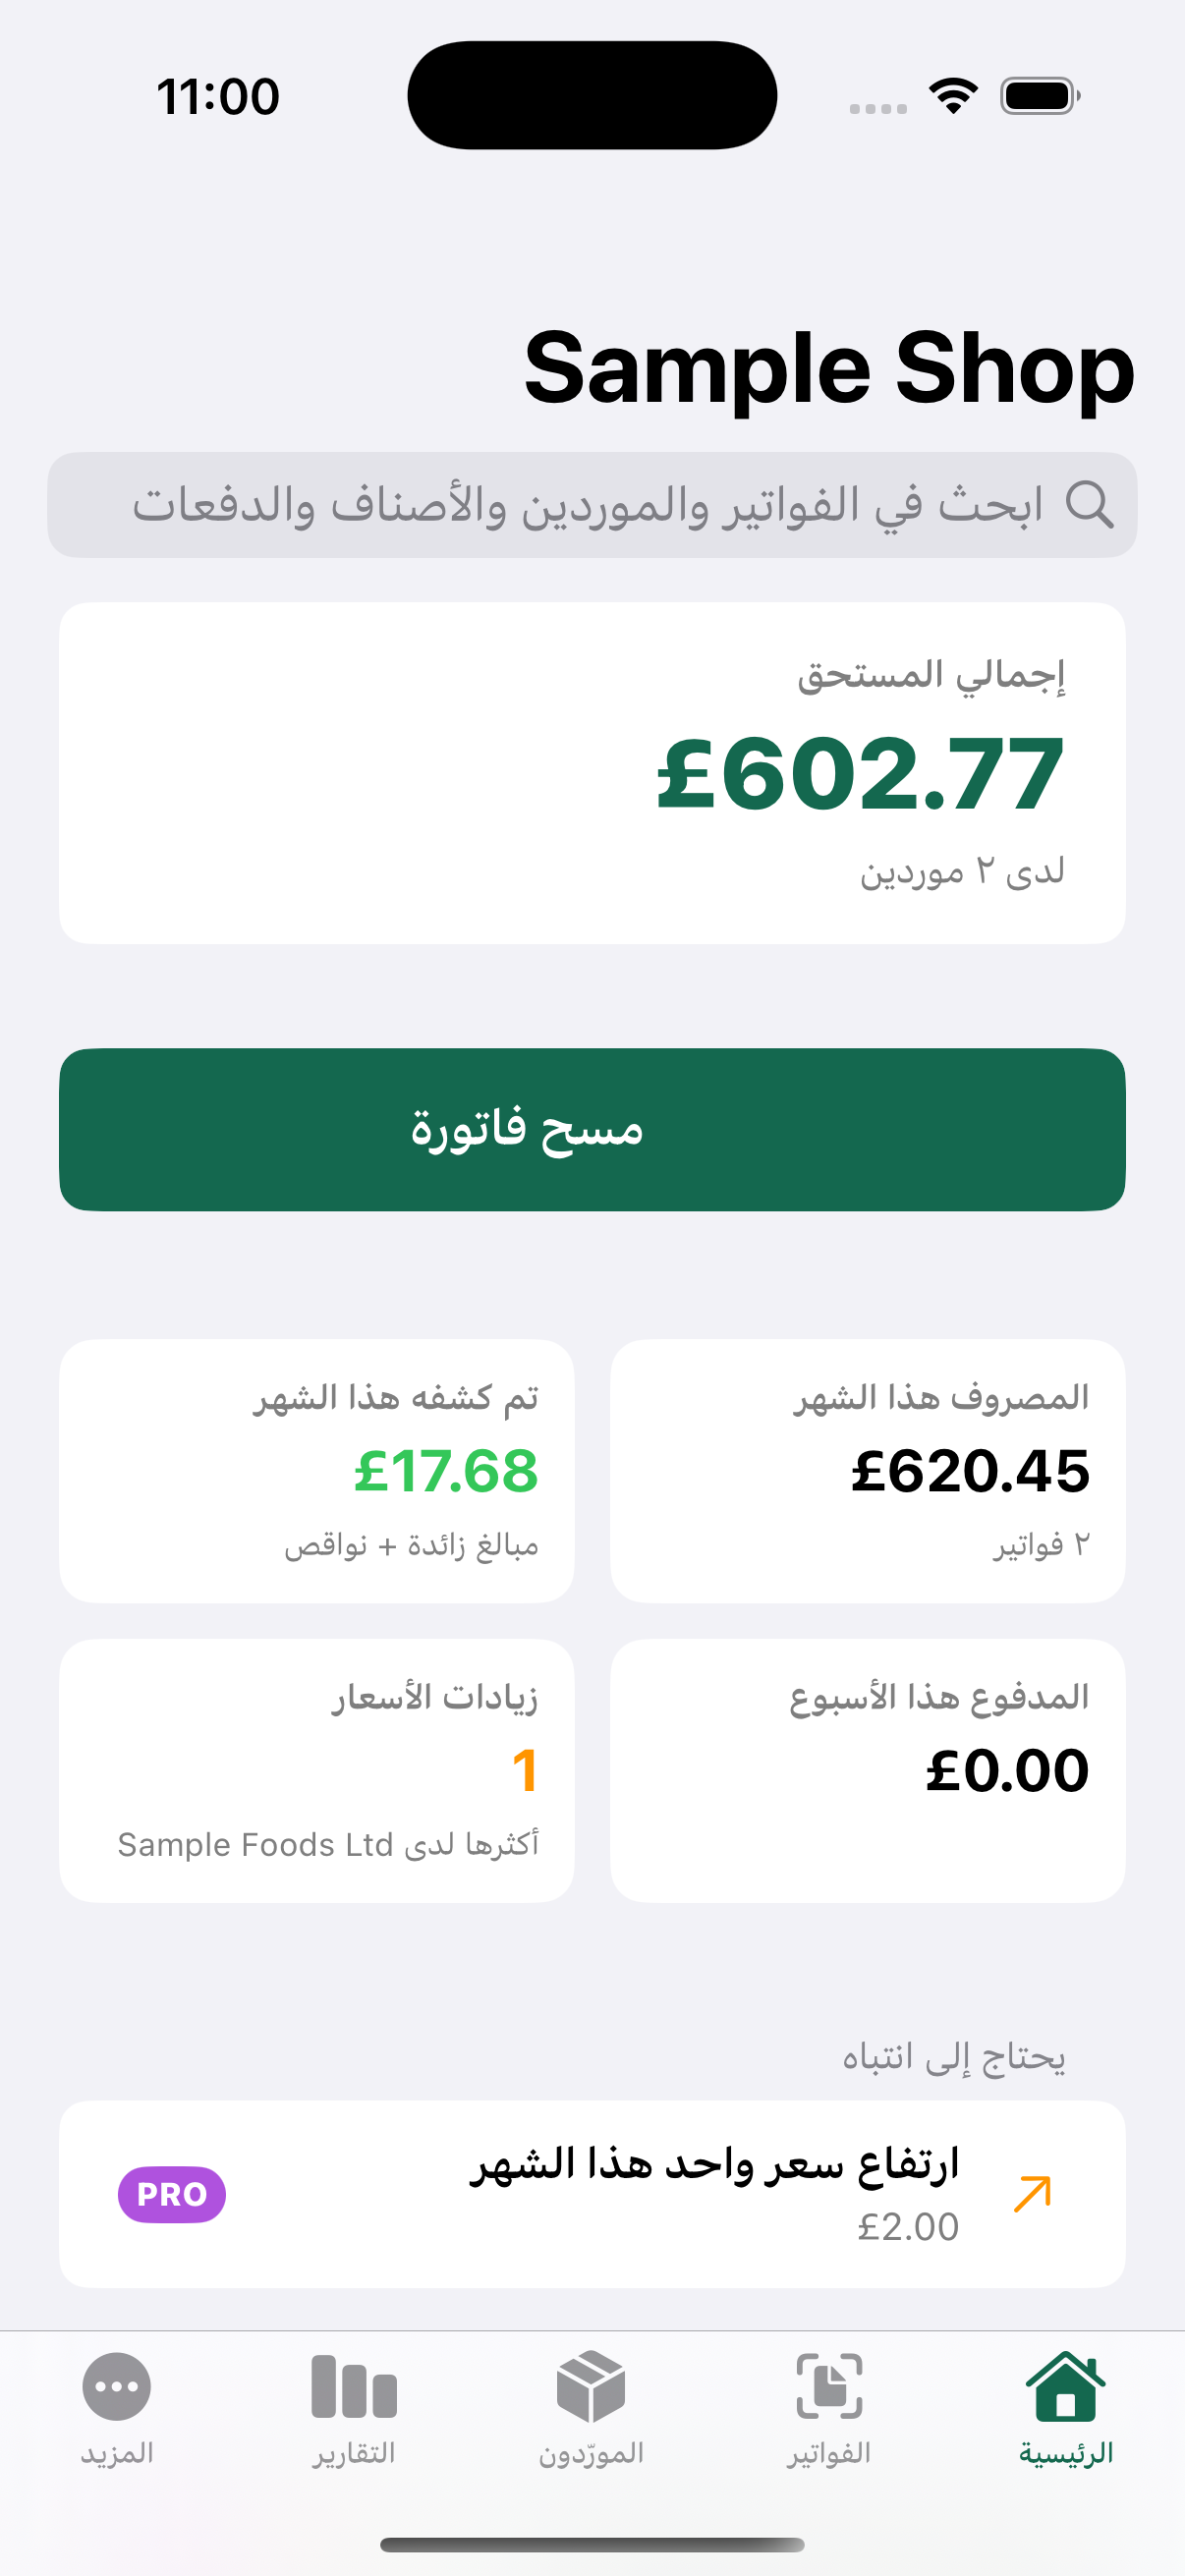 11:00
Sample Shop
ابحث في الفواتير والموردين والأصناف والدفعات
إجمالي المستحق
£602.77
لدى ٢ موردين
مسح فاتورة
المصروف هذا الشهر
£620.45
٢ فواتير
تم كشفه هذا الشهر
£17.68
مبالغ زائدة + نواقص
المدفوع هذا الأسبوع
£0.00
زيادات الأسعار
1
أكثرها لدى Sample Foods Ltd
يحتاج إلى انتباه
ارتفاع سعر واحد هذا الشهر
£2.00
PRO
الرئيسية
الفواتير
المورّدون
التقارير
المزيد